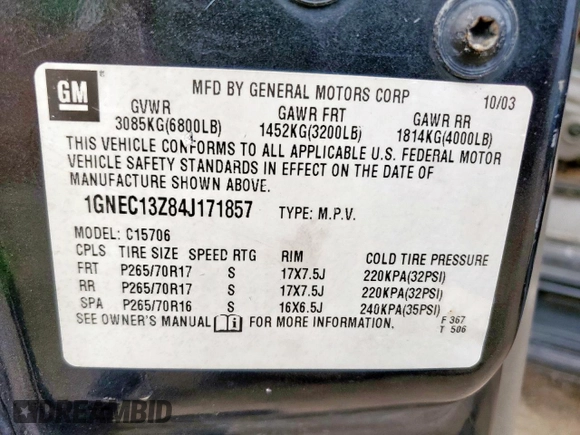 GM
MFD BY GENERAL MOTORS CORP 10/03
GVWR GAWR FRT GAWR RR
3085KG(6800LB) 1452KG(3200LB) 1814KG(4000LB)
THIS VEHICLE CONFORMS TO ALL APPLICABLE U.S. FEDERAL MOTOR
VEHICLE SAFETY STANDARDS IN EFFECT ON THE DATE
OF MANUFACTURE SHOWN ABOVE.
1GNEC13Z84J171857 TYPE: M.P.V.
MODEL: C15706
CPLS TIRE SIZE SPEED RTG RIM COLD TIRE PRESSURE
FRT P265/70R17 S 17X7.5J 220KPA(32PSI)
RR P265/70R17 S 17X7.5J 220KPA(32PSI)
SPA P265/70R16 S 16X6.5J 240KPA(35PSI)
SEE OWNER'S MANUAL i FOR MORE INFORMATION.
F 367
T 506
DREAMBID